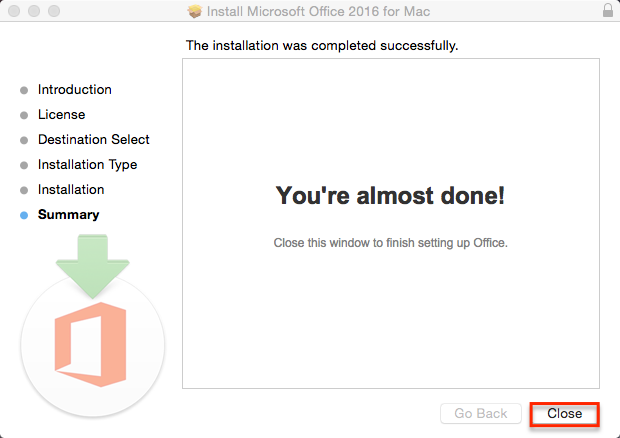 Install Microsoft Office 2016 for Mac
The installation was completed successfully.
Introduction
License
Destination Select
Installation Type
Installation
Summary
You're almost done!
Close this window to finish setting up Office.
Go Back
Close